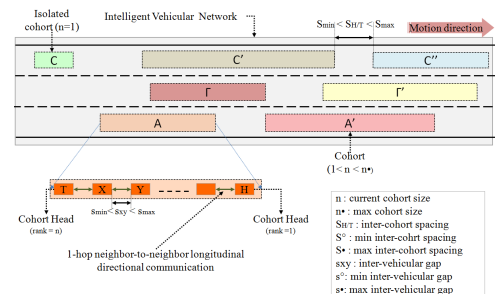 Isolated
cohort (n=1)
Intelligent Vehicular Network
Smin < SH/T < Smax
Motion direction
C
C′
C′′
Γ
Γ′
A
A′
T
X
Y
H
Cohort
(1< n < n•)
Cohort Head
(rank = n)
smin< sxy < smax
Cohort Head
(rank=1)
1-hop neighbor-to-neighbor longitudinal
directional communication
n : current cohort size
n• : max cohort size
SH/T : inter-cohort spacing
S° : min inter-cohort spacing
S• : max inter-cohort spacing
sxy : inter-vehicular gap
s°: min inter-vehicular gap
s•: max inter-vehicular gap